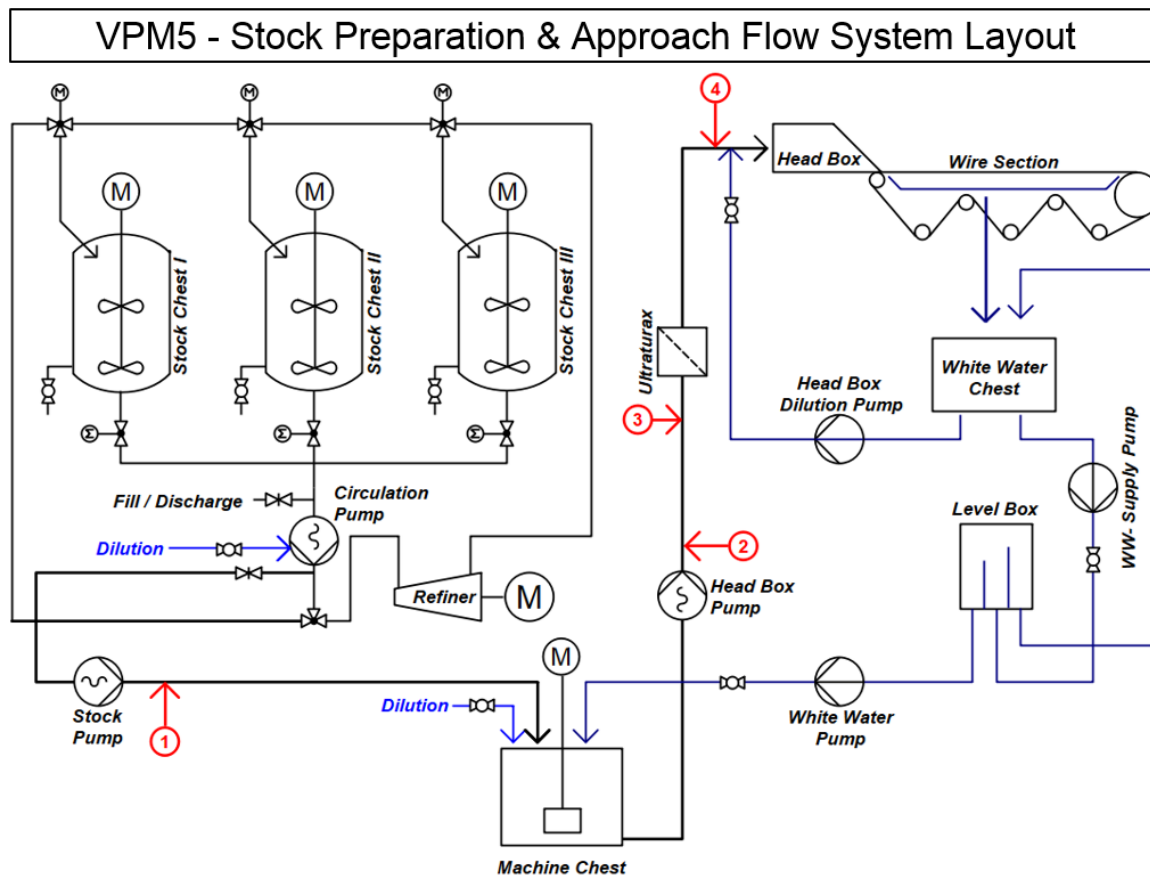 VPM5 - Stock Preparation & Approach Flow System Layout
M
M
M
4
Head Box
Wire Section
M
M
M
Stock Chest I
Stock Chest II
Stock Chest III
Ultraturax
White Water
Chest
Head Box
Dilution Pump
3
Σ
Σ
Σ
Fill / Discharge
Circulation
Pump
Level Box
WW- Supply Pump
Dilution
2
Refiner
M
Head Box
Pump
M
Dilution
Stock
Pump
1
White Water
Pump
Machine Chest